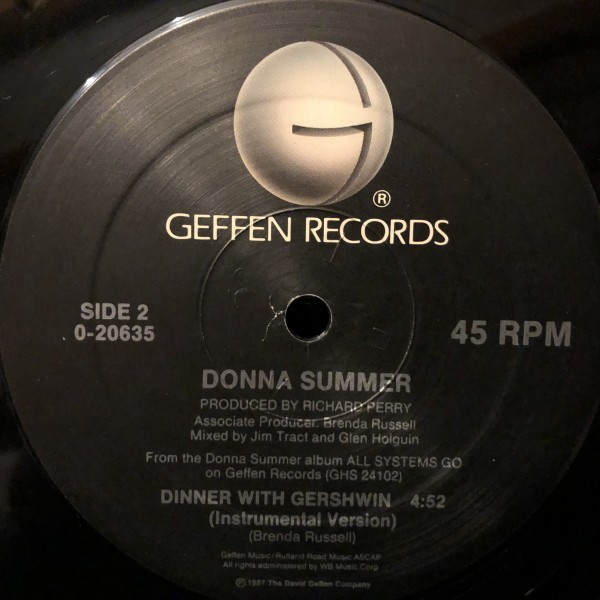 ®
GEFFEN RECORDS
SIDE 2
0-20635
45 RPM
DONNA SUMMER
PRODUCED BY RICHARD PERRY
Associate Producer: Brenda Russell
Mixed by Jim Tract and Glen Holguin
From the Donna Summer album ALL SYSTEMS GO
on Geffen Records (GHS 24102)
DINNER WITH GERSHWIN 4:52
(Instrumental Version)
(Brenda Russell)
Geffen Music/Rutland Road Music ASCAP
All rights administered by WB Music Corp
℗ 1987 The David Geffen Company